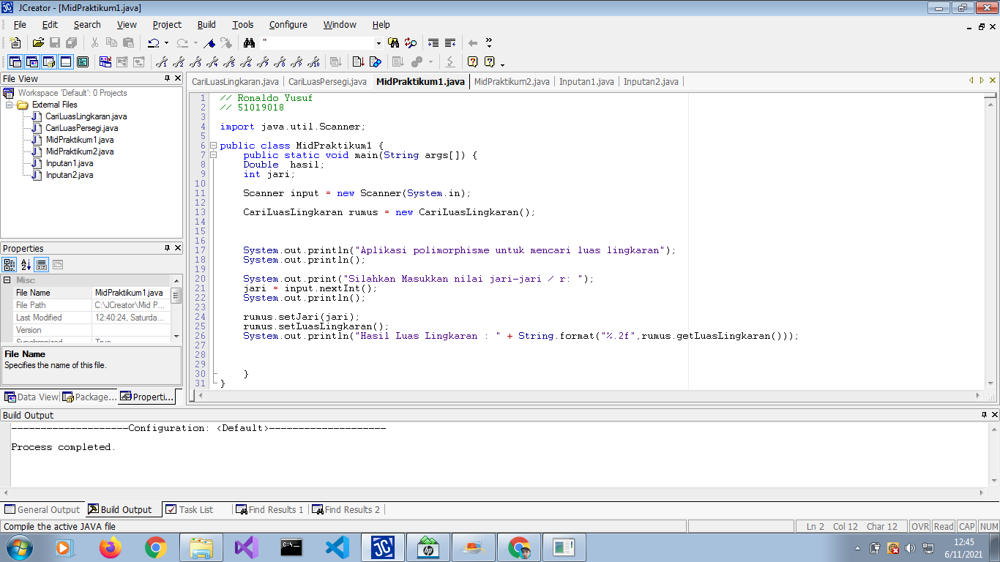 JCreator - [MidPraktikum1.java]
File Edit Search View Project Build Tools Configure Window Help
"
File View
Workspace 'Default': 0 Projects
External Files
CariLuasLingkaran.java
CariLuasPersegi.java
MidPraktikum1.java
MidPraktikum2.java
Inputan1.java
Inputan2.java
Properties
Misc
File Name MidPraktikum1.java
File Path C:\JCreator\Mid P...
Last Modified 12:40:24, Saturda...
Version
Synchronized True
File Name
Specifies the name of this file.
Data View Package... Properti...
CariLuasLingkaran.java CariLuasPersegi.java MidPraktikum1.java MidPraktikum2.java Inputan1.java Inputan2.java
1 // Ronaldo Yusuf
2 // 51019018
3
4 import java.util.Scanner;
5
6 public class MidPraktikum1 {
7 public static void main(String args[]) {
8 Double  hasil;
9 int jari;
10
11 Scanner input = new Scanner(System.in);
12
13 CariLuasLingkaran rumus = new CariLuasLingkaran();
14
15
16
17 System.out.println("Aplikasi polimorphisme untuk mencari luas lingkaran");
18 System.out.println();
19
20 System.out.print("Silahkan Masukkan nilai jari-jari / r: ");
21 jari = input.nextInt();
22 System.out.println();
23
24 rumus.setJari(jari);
25 rumus.setLuasLingkaran();
26 System.out.println("Hasil Luas Lingkaran : " + String.format("%.2f",rumus.getLuasLingkaran()));
27
28
29
30 }
31 }
Build Output
--------------------Configuration: <Default>--------------------
Process completed.
General Output Build Output Task List Find Results 1 Find Results 2
Compile the active JAVA file
Ln 2 Col 12 Char 12 OVR Read CAP NUM
12:45
6/11/2021